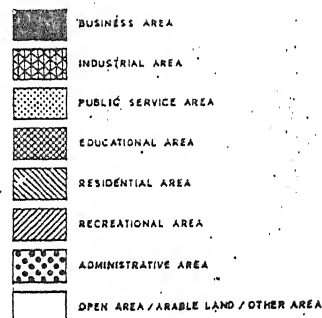 BUSINESS AREA
INDUSTRIAL AREA
PUBLIC SERVICE AREA
EDUCATIONAL AREA
RESIDENTIAL AREA
RECREATIONAL AREA
ADMINISTRATIVE AREA
OPEN AREA / ARABLE LAND / OTHER AREA